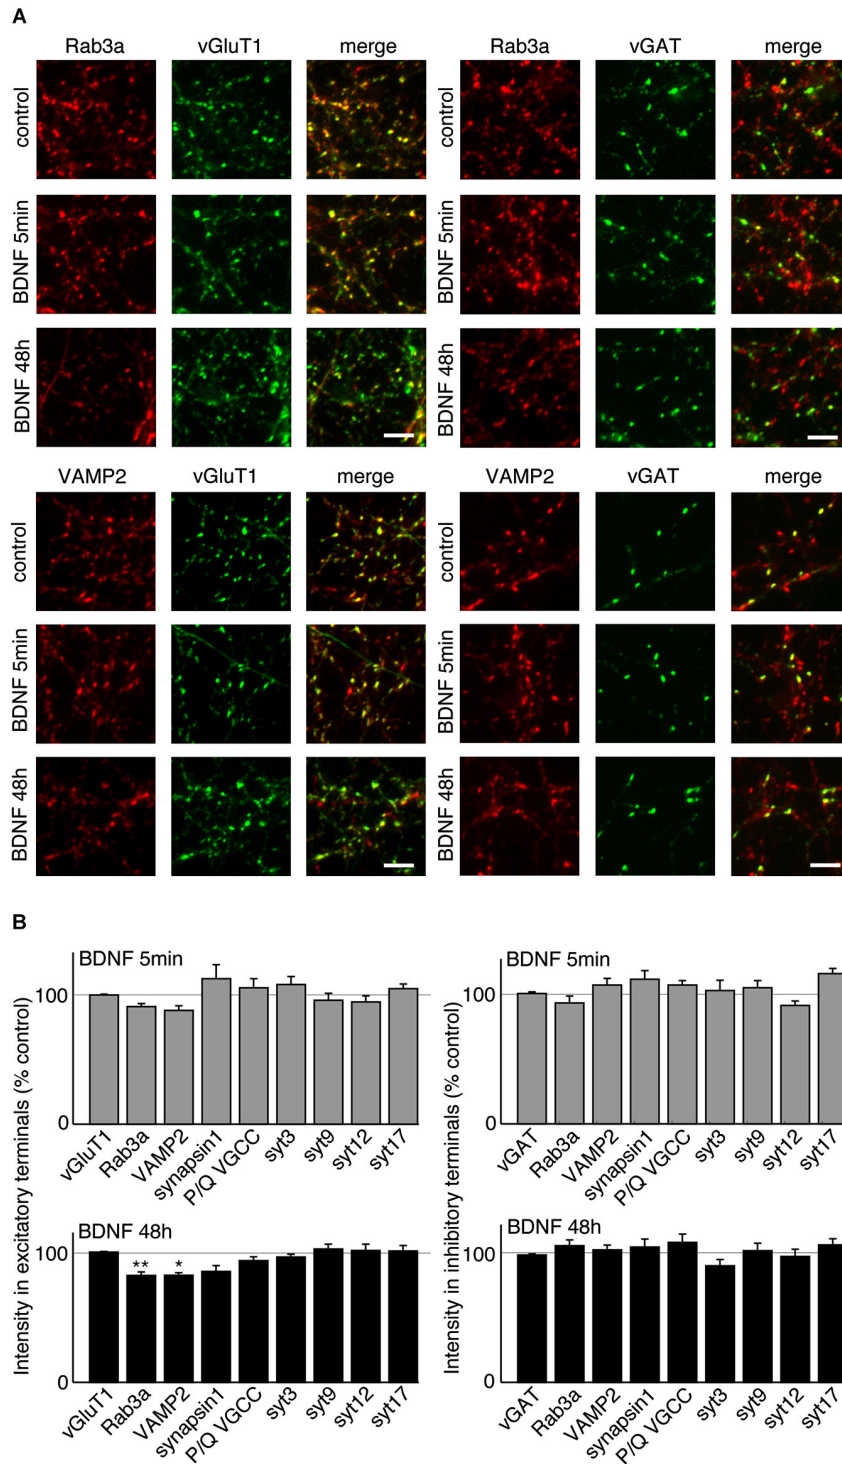 A
Rab3a vGluT1 merge Rab3a vGAT merge
control control
BDNF 5min BDNF 5min
BDNF 48h BDNF 48h
VAMP2 vGluT1 merge VAMP2 vGAT merge
control control
BDNF 5min BDNF 5min
BDNF 48h BDNF 48h
B
Intensity in excitatory terminals (% control)
BDNF 5min
100
0
vGluT1 Rab3a VAMP2 synapsin1 P/Q VGCC syt3 syt9 syt12 syt17
BDNF 48h
100
** *
0
vGluT1 Rab3a VAMP2 synapsin1 P/Q VGCC syt3 syt9 syt12 syt17
Intensity in inhibitory terminals (% control)
BDNF 5min
100
0
vGAT Rab3a VAMP2 synapsin1 P/Q VGCC syt3 syt9 syt12 syt17
BDNF 48h
100
0
vGAT Rab3a VAMP2 synapsin1 P/Q VGCC syt3 syt9 syt12 syt17